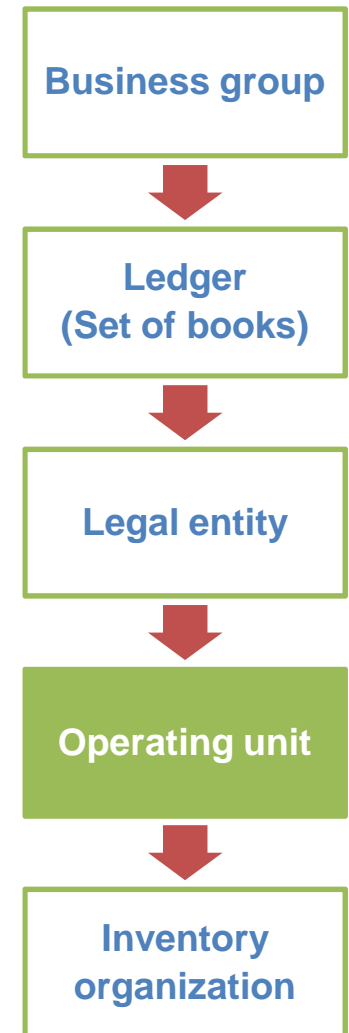 Business group
Ledger
(Set of books)
Legal entity
Operating unit
Inventory
organization